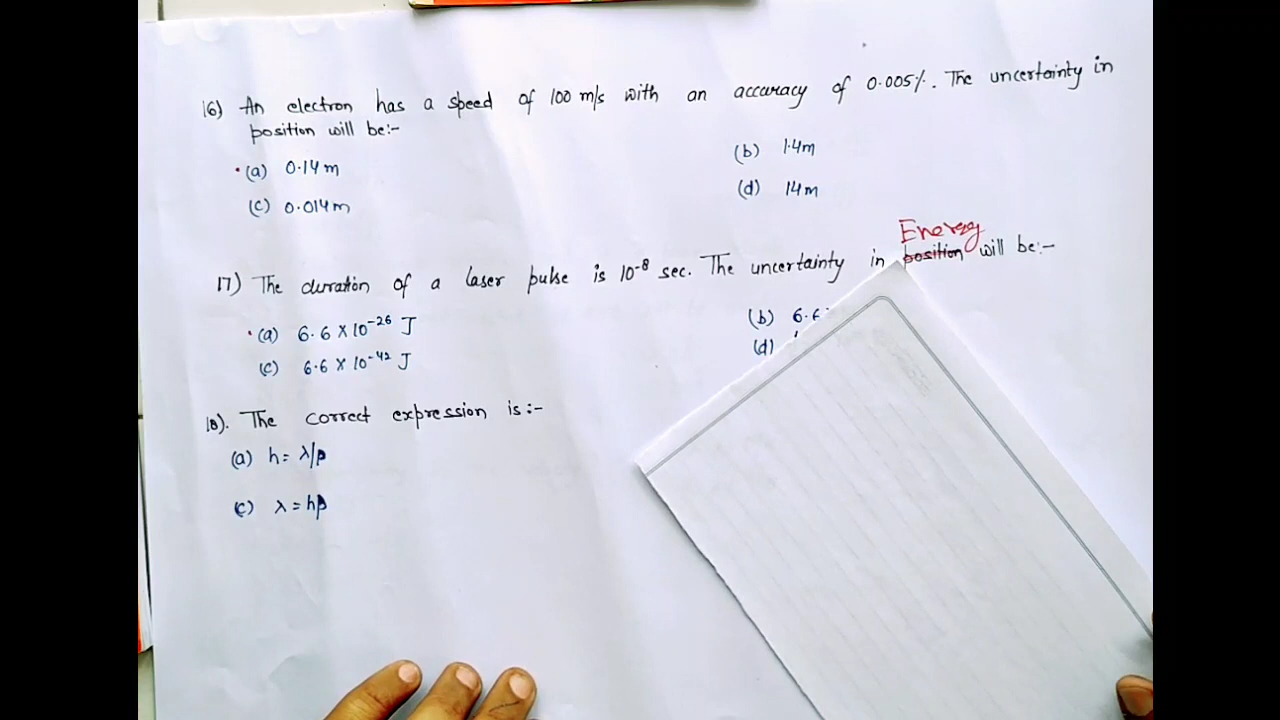 16) An electron has a speed of 100 m/s with an accuracy of 0.005%. The uncertainty in
position will be:-
(a) 0.14 m (b) 1.4m
(c) 0.014 m (d) 14m
Energy
17) The duration of a laser pulse is 10⁻⁸ sec. The uncertainty in position will be:-
(a) 6.6 x 10⁻²⁶ J (b) 6.6
(c) 6.6 x 10⁻⁴² J (d)
18). The correct expression is:-
(a) h = λ/p
(c) λ = hp